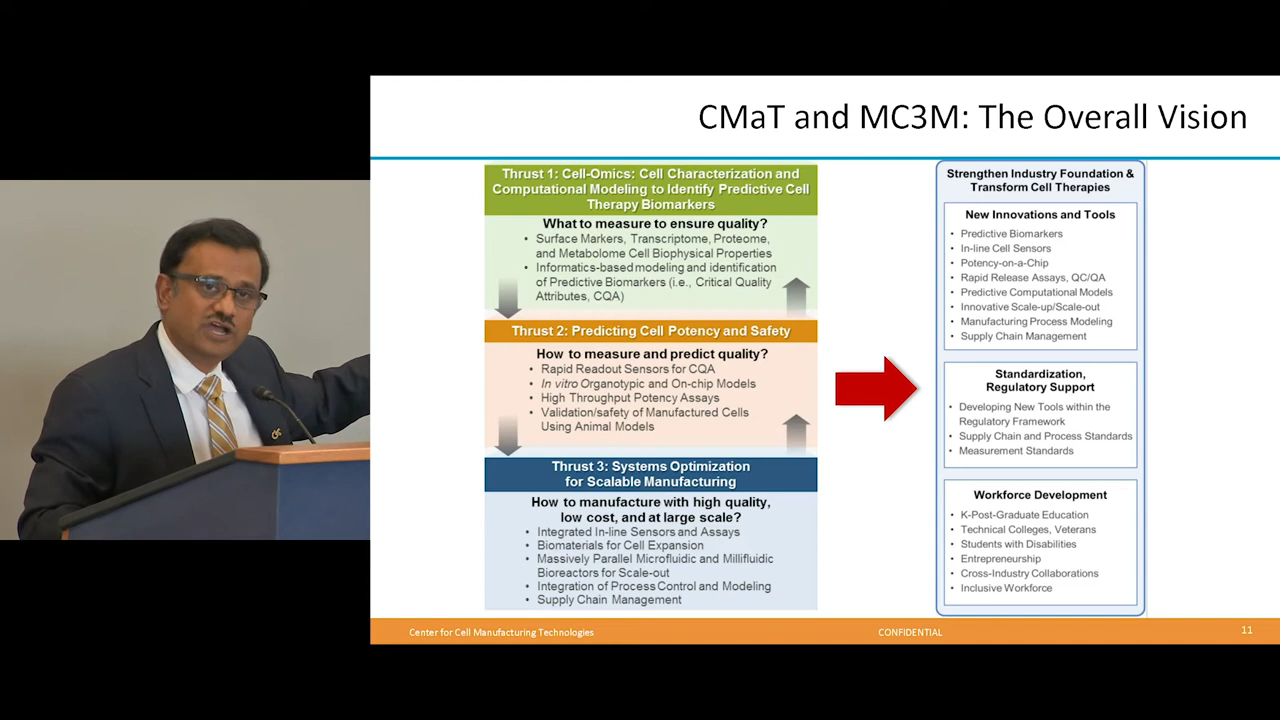 CMaT and MC3M: The Overall Vision
Thrust 1: Cell-Omics: Cell Characterization and
Computational Modeling to Identify Predictive Cell
Therapy Biomarkers
What to measure to ensure quality?
• Surface Markers, Transcriptome, Proteome,
and Metabolome Cell Biophysical Properties
• Informatics-based modeling and identification
of Predictive Biomarkers (i.e., Critical Quality
Attributes, CQA)
Thrust 2: Predicting Cell Potency and Safety
How to measure and predict quality?
• Rapid Readout Sensors for CQA
• In vitro Organotypic and On-chip Models
• High Throughput Potency Assays
• Validation/safety of Manufactured Cells
Using Animal Models
Thrust 3: Systems Optimization
for Scalable Manufacturing
How to manufacture with high quality,
low cost, and at large scale?
• Integrated In-line Sensors and Assays
• Biomaterials for Cell Expansion
• Massively Parallel Microfluidic and Millifluidic
Bioreactors for Scale-out
• Integration of Process Control and Modeling
• Supply Chain Management
Strengthen Industry Foundation &
Transform Cell Therapies
New Innovations and Tools
• Predictive Biomarkers
• In-line Cell Sensors
• Potency-on-a-Chip
• Rapid Release Assays, QC/QA
• Predictive Computational Models
• Innovative Scale-up/Scale-out
• Manufacturing Process Modeling
• Supply Chain Management
Standardization,
Regulatory Support
• Developing New Tools within the
Regulatory Framework
• Supply Chain and Process Standards
• Measurement Standards
Workforce Development
• K-Post-Graduate Education
• Technical Colleges, Veterans
• Students with Disabilities
• Entrepreneurship
• Cross-Industry Collaborations
• Inclusive Workforce
Center for Cell Manufacturing Technologies
CONFIDENTIAL
11